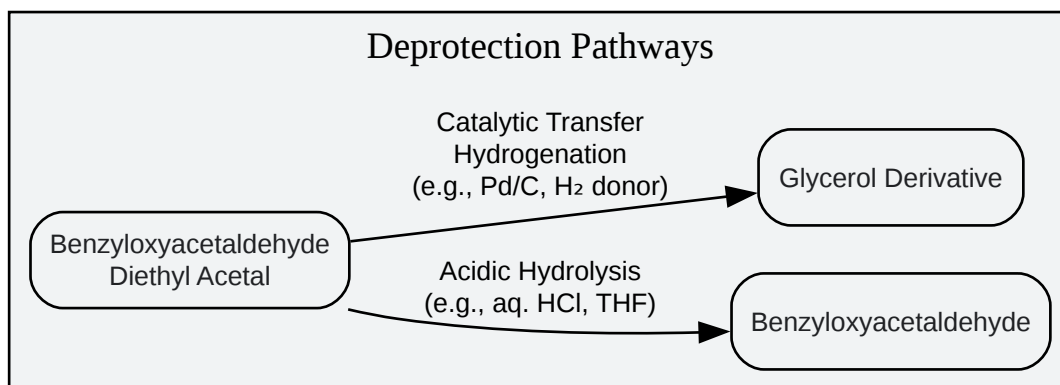 Deprotection Pathways
Catalytic Transfer
Hydrogenation
(e.g., Pd/C, H₂ donor)
Glycerol Derivative
Benzyloxyacetaldehyde
Diethyl Acetal
Acidic Hydrolysis
(e.g., aq. HCl, THF)
Benzyloxyacetaldehyde